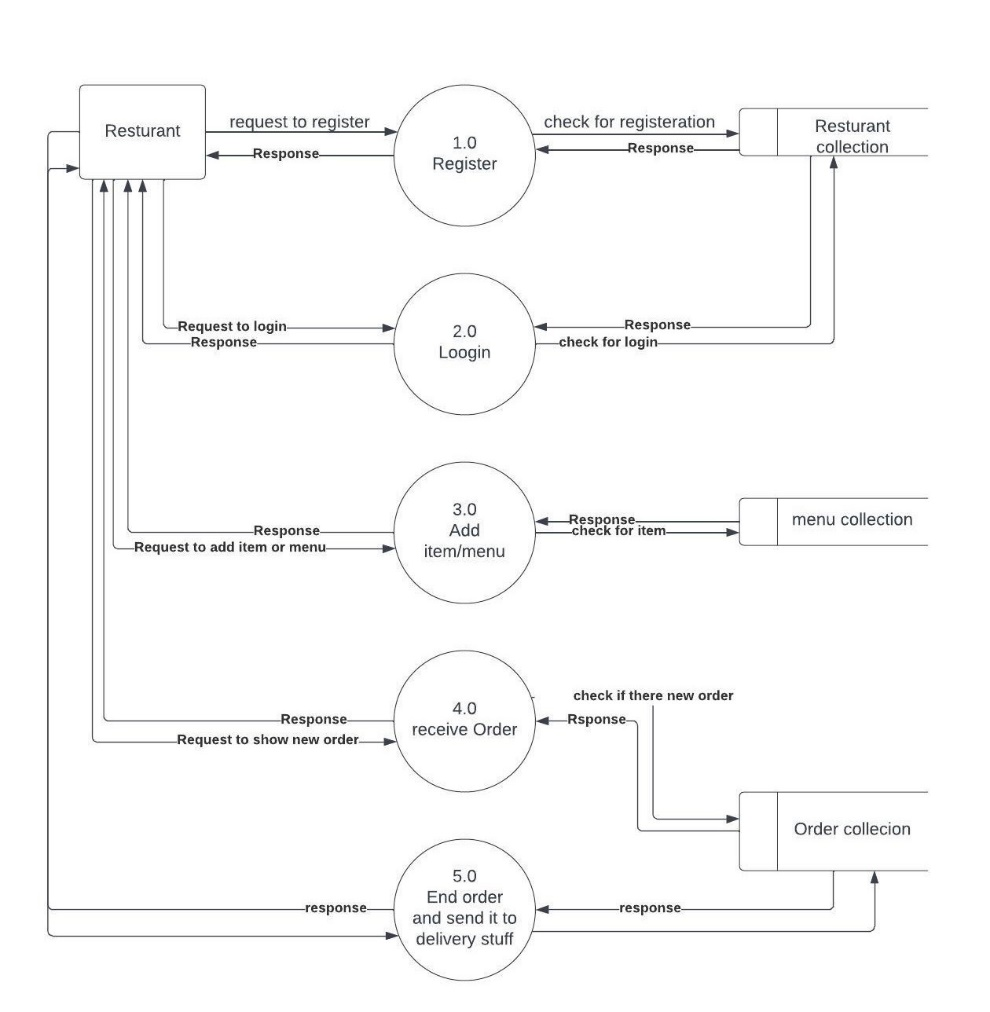 Resturant
request to register
Response
1.0
Register
check for registeration
Response
Resturant
collection
Request to login
Response
2.0
Loogin
Response
check for login
Response
Request to add item or menu
3.0
Add
item/menu
Response
check for item
menu collection
Response
Request to show new order
4.0
receive Order
check if there new order
Rsponse
Order collecion
response
5.0
End order
and send it to
delivery stuff
response